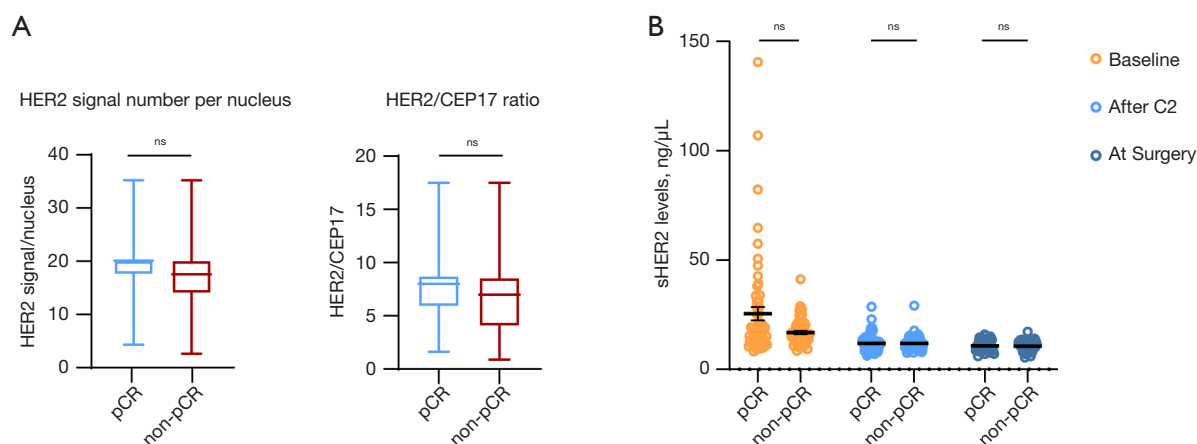 A
HER2 signal number per nucleus
ns
HER2 signal/nucleus
40
30
20
10
0
pCR
non-pCR
HER2/CEP17 ratio
ns
HER2/CEP17
20
15
10
5
0
pCR
non-pCR
B
ns
ns
ns
sHER2 levels, ng/μL
150
100
50
0
pCR
non-pCR
pCR
non-pCR
pCR
non-pCR
Baseline
After C2
At Surgery